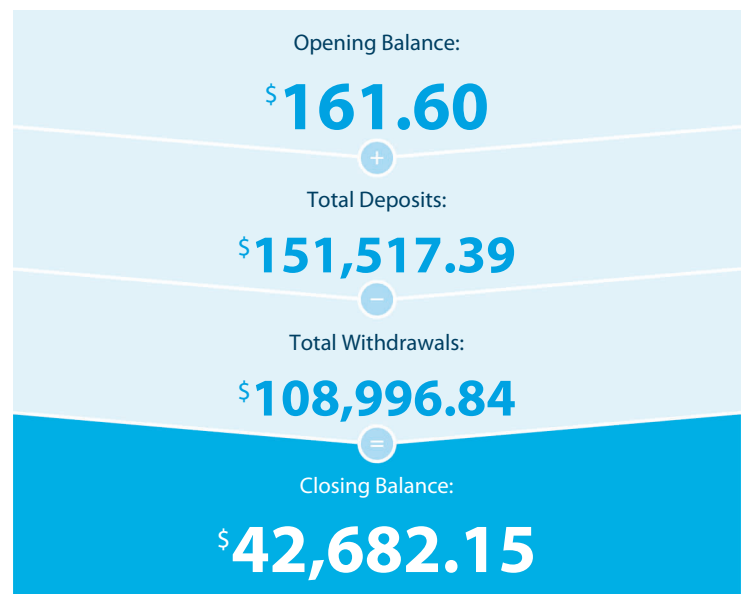 Opening Balance:
$161.60
+
Total Deposits:
$151,517.39
−
Total Withdrawals:
$108,996.84
=
Closing Balance:
$42,682.15